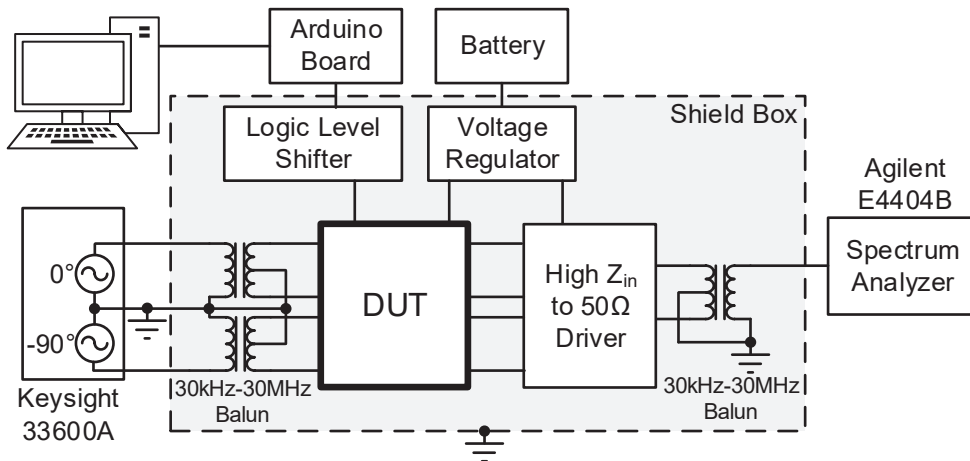 Arduino
Board
Battery
Shield Box
Logic Level
Shifter
Voltage
Regulator
Agilent
E4404B
0°
-90°
DUT
High Zin
to 50Ω
Driver
Spectrum
Analyzer
30kHz-30MHz
Balun
30kHz-30MHz
Balun
Keysight
33600A